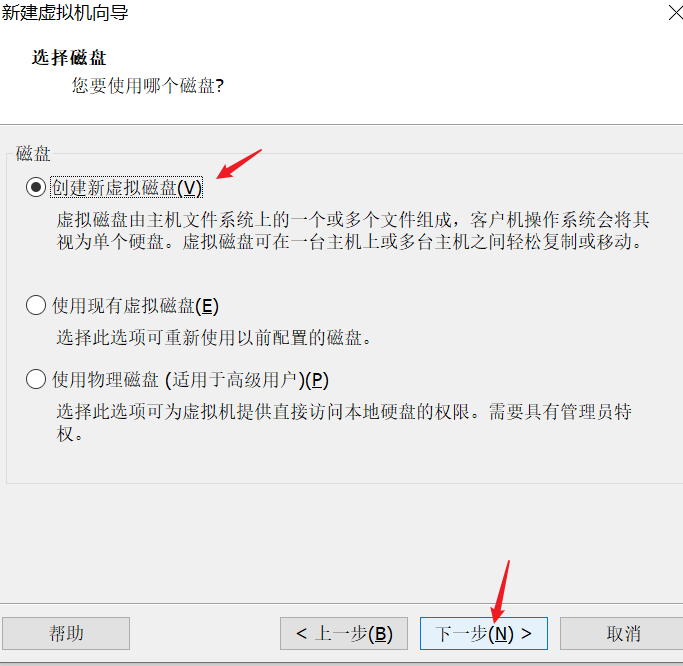 新建虚拟机向导
选择磁盘
您要使用哪个磁盘?
磁盘
创建新虚拟磁盘(V)
虚拟磁盘由主机文件系统上的一个或多个文件组成，客户机操作系统会将其
视为单个硬盘。虚拟磁盘可在一台主机上或多台主机之间轻松复制或移动。
使用现有虚拟磁盘(E)
选择此选项可重新使用以前配置的磁盘。
使用物理磁盘 (适用于高级用户)(P)
选择此选项可为虚拟机提供直接访问本地硬盘的权限。需要具有管理员特
权。
帮助
< 上一步(B)
下一步(N) >
取消